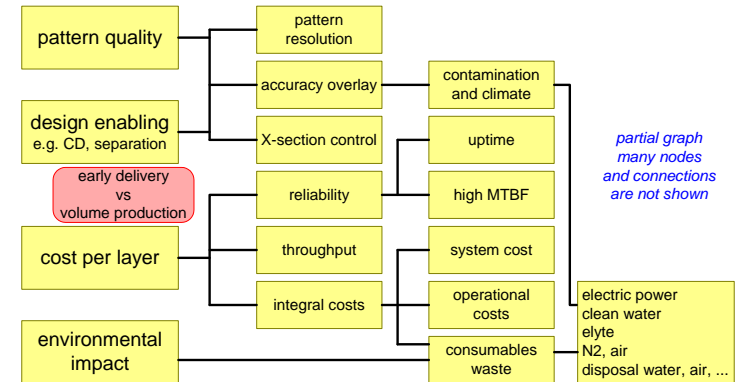 pattern quality
pattern
resolution
accuracy overlay
contamination
and climate
design enabling
e.g. CD, separation
X-section control
uptime
partial graph
many nodes
and connections
are not shown
early delivery
vs
volume production
reliability
high MTBF
cost per layer
throughput
system cost
integral costs
operational
costs
environmental
impact
consumables
waste
electric power
clean water
elyte
N2, air
disposal water, air, ...